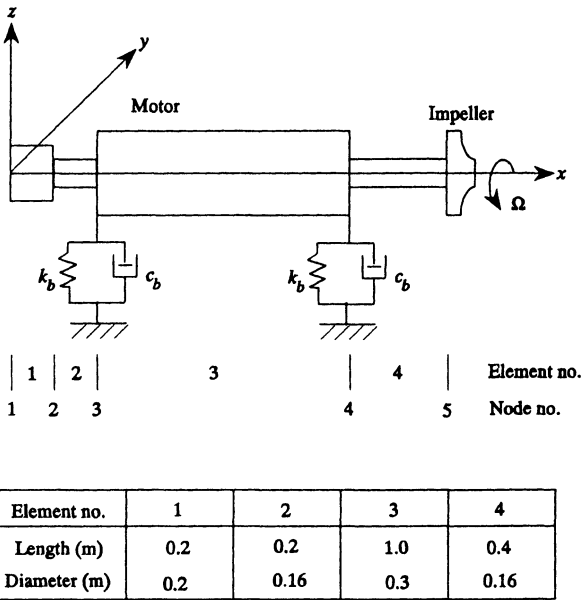 z
y
Motor
Impeller
x
Ω
k_b c_b k_b c_b
1 2 3 4 Element no.
1 2 3 4 5 Node no.
Element no. 1 2 3 4
Length (m) 0.2 0.2 1.0 0.4
Diameter (m) 0.2 0.16 0.3 0.16